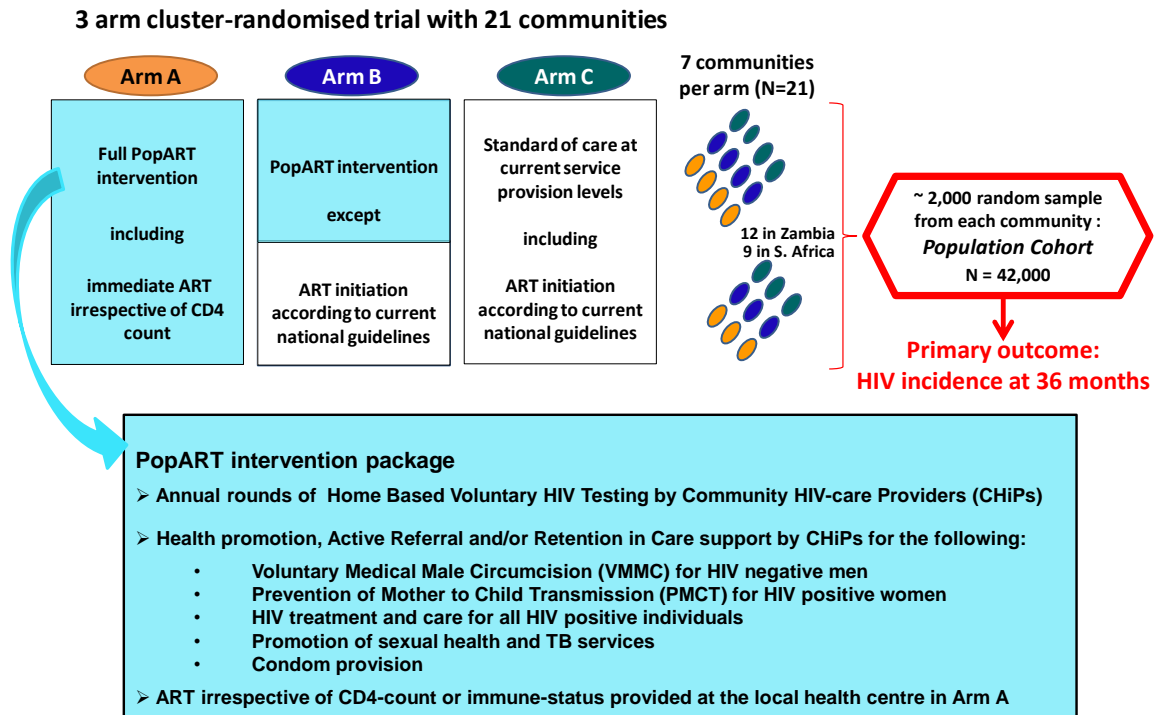 3 arm cluster-randomised trial with 21 communities
Arm A
Full PopART
intervention
including
immediate ART
irrespective of CD4
count
Arm B
PopART intervention
except
ART initiation
according to current
national guidelines
Arm C
Standard of care at
current service
provision levels
including
ART initiation
according to current
national guidelines
7 communities
per arm (N=21)
12 in Zambia
9 in S. Africa
~ 2,000 random sample
from each community :
Population Cohort
N = 42,000
Primary outcome:
HIV incidence at 36 months
PopART intervention package
➢ Annual rounds of Home Based Voluntary HIV Testing by Community HIV-care Providers (CHiPs)
➢ Health promotion, Active Referral and/or Retention in Care support by CHiPs for the following:
• Voluntary Medical Male Circumcision (VMMC) for HIV negative men
• Prevention of Mother to Child Transmission (PMCT) for HIV positive women
• HIV treatment and care for all HIV positive individuals
• Promotion of sexual health and TB services
• Condom provision
➢ ART irrespective of CD4-count or immune-status provided at the local health centre in Arm A